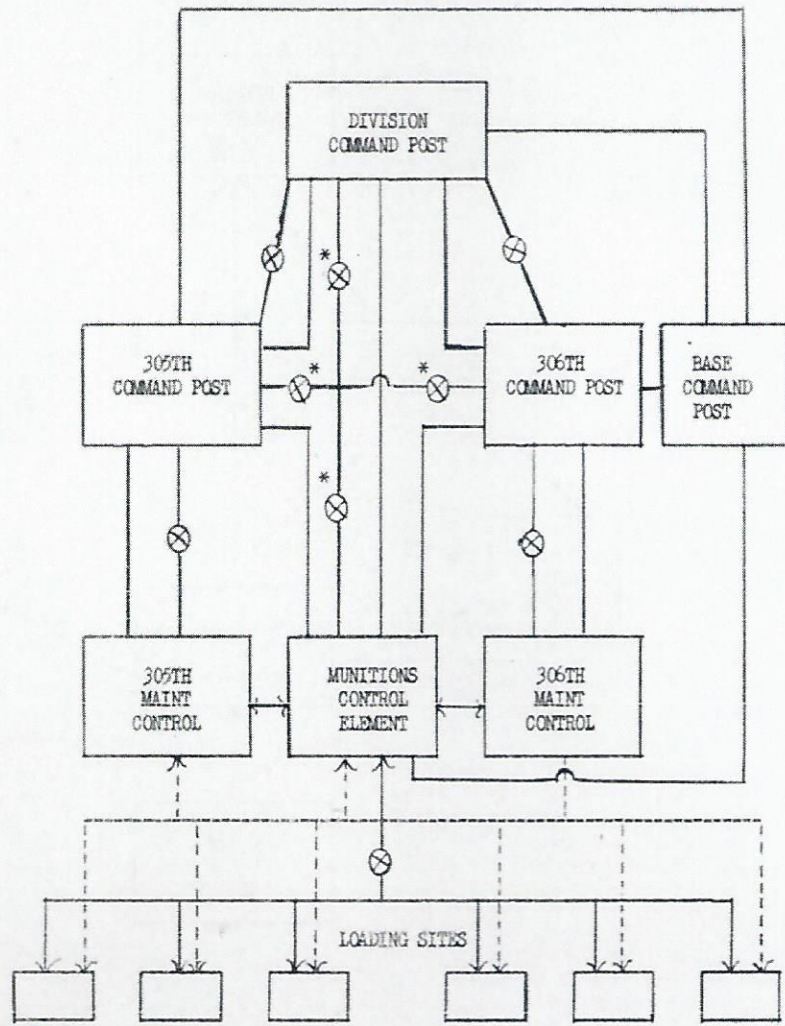 DIVISION
COMMAND POST
*
305TH
COMMAND POST
*
*
306TH
COMMAND POST
BASE
COMMAND
POST
*
305TH
MAINT
CONTROL
MUNITIONS
CONTROL
ELEMENT
306TH
MAINT
CONTROL
LOADING SITES